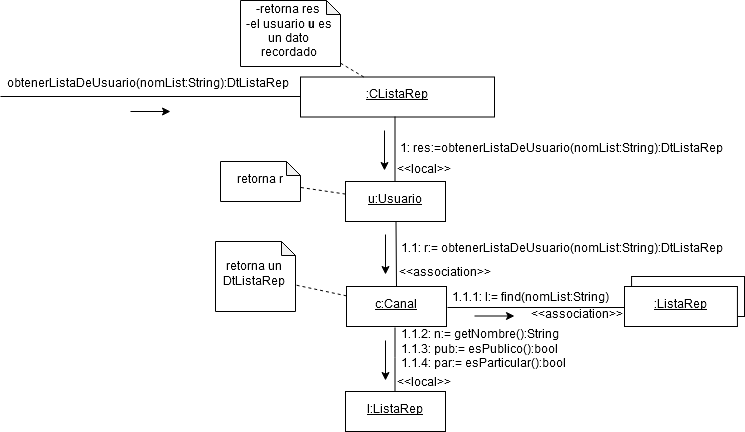 -retorna res
-el usuario u es
un dato
recordado
obtenerListaDeUsuario(nomList:String):DtListaRep
:CListaRep
1: res:=obtenerListaDeUsuario(nomList:String):DtListaRep
<<local>>
retorna r
u:Usuario
1.1: r:= obtenerListaDeUsuario(nomList:String):DtListaRep
<<association>>
retorna un
DtListaRep
c:Canal
1.1.1: l:= find(nomList:String)
<<association>>
:ListaRep
1.1.2: n:= getNombre():String
1.1.3: pub:= esPublico():bool
1.1.4: par:= esParticular():bool
<<local>>
l:ListaRep